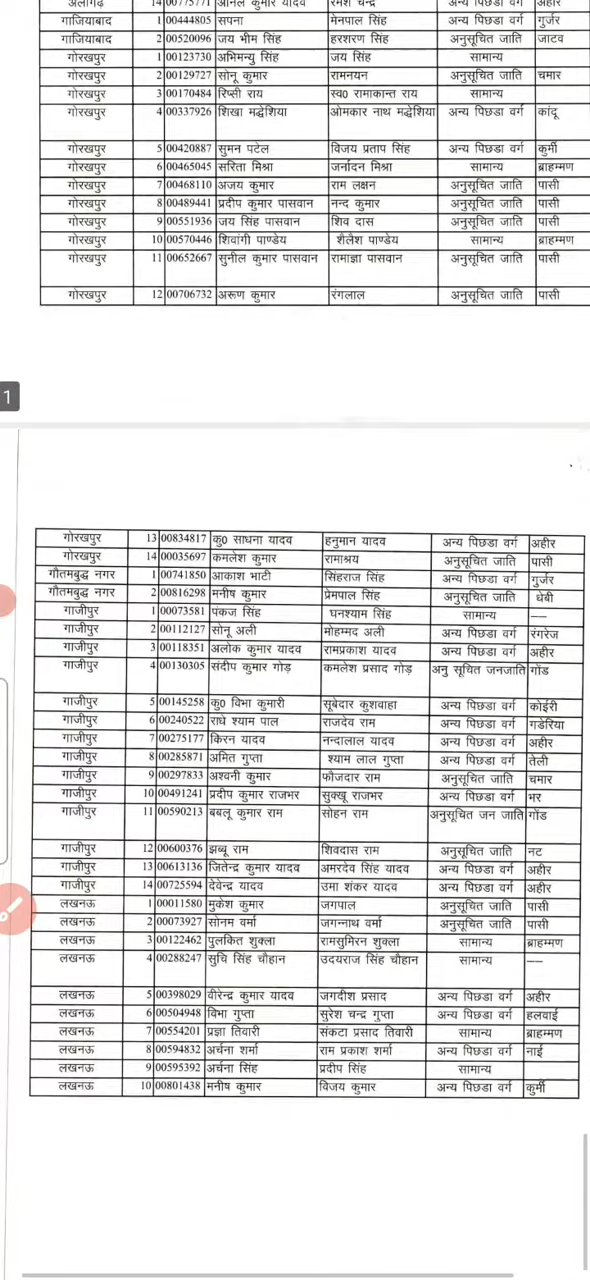 अलीगढ़ 14 00775771 अनिल कुमार यादव रमेश चन्द्र अन्य पिछडा वर्ग अहीर
गाजियाबाद 1 00444805 सपना मेनपाल सिंह अन्य पिछडा वर्ग गुर्जर
गाजियाबाद 2 00520096 जय भीम सिंह हरशरण सिंह अनुसूचित जाति जाटव
गोरखपुर 1 00123730 अभिमन्यु सिंह जय सिंह सामान्य
गोरखपुर 2 00129727 सोनू कुमार रामनयन अनुसूचित जाति चमार
गोरखपुर 3 00170484 रिप्सी राय स्व0 रामाकान्त राय सामान्य
गोरखपुर 4 00337926 शिखा मद्धेशिया ओमकार नाथ मद्धेशिया अन्य पिछडा वर्ग कांदू
गोरखपुर 5 00420887 सुमन पटेल विजय प्रताप सिंह अन्य पिछडा वर्ग कुर्मी
गोरखपुर 6 00465045 सरिता मिश्रा जर्नादन मिश्रा सामान्य ब्राहम्मण
गोरखपुर 7 00468110 अजय कुमार राम लक्षन अनुसूचित जाति पासी
गोरखपुर 8 00489441 प्रदीप कुमार पासवान नन्द कुमार अनुसूचित जाति पासी
गोरखपुर 9 00551936 जय सिंह पासवान शिव दास अनुसूचित जाति पासी
गोरखपुर 10 00570446 शिवांगी पाण्डेय शैलैश पाण्डेय सामान्य ब्राहम्मण
गोरखपुर 11 00652667 सुनील कुमार पासवान रामाज्ञा पासवान अनुसूचित जाति पासी
गोरखपुर 12 00706732 अरूण कुमार रंगलाल अनुसूचित जाति पासी
1
गोरखपुर 13 00834817 कु0 साधना यादव हनुमान यादव अन्य पिछडा वर्ग अहीर
गोरखपुर 14 00035697 कमलेश कुमार रामाश्रय अनुसूचित जाति पासी
गौतमबुद्ध नगर 1 00741850 आकाश भाटी सिंहराज सिंह अन्य पिछडा वर्ग गुर्जर
गौतमबुद्ध नगर 2 00816298 मनीष कुमार प्रेमपाल सिंह अनुसूचित जाति धेबी
गाजीपुर 1 00073581 पंकज सिंह घनश्याम सिंह सामान्य —
गाजीपुर 2 00112127 सोनू अली मोहम्मद अली अन्य पिछडा वर्ग रंगरेज
गाजीपुर 3 00118351 अलोक कुमार यादव रामप्रकाश यादव अन्य पिछडा वर्ग अहीर
गाजीपुर 4 00130305 संदीप कुमार गोड़ कमलेश प्रसाद गोड़ अनु सूचित जनजाति गोंड
गाजीपुर 5 00145258 कु0 विभा कुमारी सूबेदार कुशवाहा अन्य पिछडा वर्ग कोईरी
गाजीपुर 6 00240522 राधे श्याम पाल राजदेव राम अन्य पिछडा वर्ग गडेरिया
गाजीपुर 7 00275177 किरन यादव नन्दालाल यादव अन्य पिछडा वर्ग अहीर
गाजीपुर 8 00285871 अमित गुप्ता श्याम लाल गुप्ता अन्य पिछडा वर्ग तेली
गाजीपुर 9 00297833 अश्वनी कुमार फौजदार राम अनुसूचित जाति चमार
गाजीपुर 10 00491241 प्रदीप कुमार राजभर सुक्खू राजभर अन्य पिछडा वर्ग भर
गाजीपुर 11 00590213 बबलू कुमार राम सोहन राम अनुसूचित जन जाति गोंड
गाजीपुर 12 00600376 झब्बू राम शिवदास राम अनुसूचित जाति नट
गाजीपुर 13 00613136 जितेन्द्र कुमार यादव अमरदेव सिंह यादव अन्य पिछडा वर्ग अहीर
गाजीपुर 14 00725594 देवेन्द्र यादव उमा शंकर यादव अन्य पिछडा वर्ग अहीर
लखनऊ 1 00011580 मुकेश कुमार जगपाल अनुसूचित जाति पासी
लखनऊ 2 00073927 सोनम वर्मा जगन्नाथ वर्मा अनुसूचित जाति पासी
लखनऊ 3 00122462 पुलकित शुक्ला रामसुमिरन शुक्ला सामान्य ब्राहम्मण
लखनऊ 4 00288247 सुचि सिंह चौहान उदयराज सिंह चौहान सामान्य —
लखनऊ 5 00398029 वीरेन्द्र कुमार यादव जगदीश प्रसाद अन्य पिछडा वर्ग अहीर
लखनऊ 6 00504948 विभा गुप्ता सुरेश चन्द्र गुप्ता अन्य पिछडा वर्ग हलवाई
लखनऊ 7 00554201 प्रज्ञा तिवारी संकटा प्रसाद तिवारी सामान्य ब्राहम्मण
लखनऊ 8 00594832 अर्चना शर्मा राम प्रकाश शर्मा अन्य पिछडा वर्ग नाई
लखनऊ 9 00595392 अर्चना सिंह प्रदीप सिंह सामान्य
लखनऊ 10 00801438 मनीष कुमार विजय कुमार अन्य पिछडा वर्ग कुर्मी